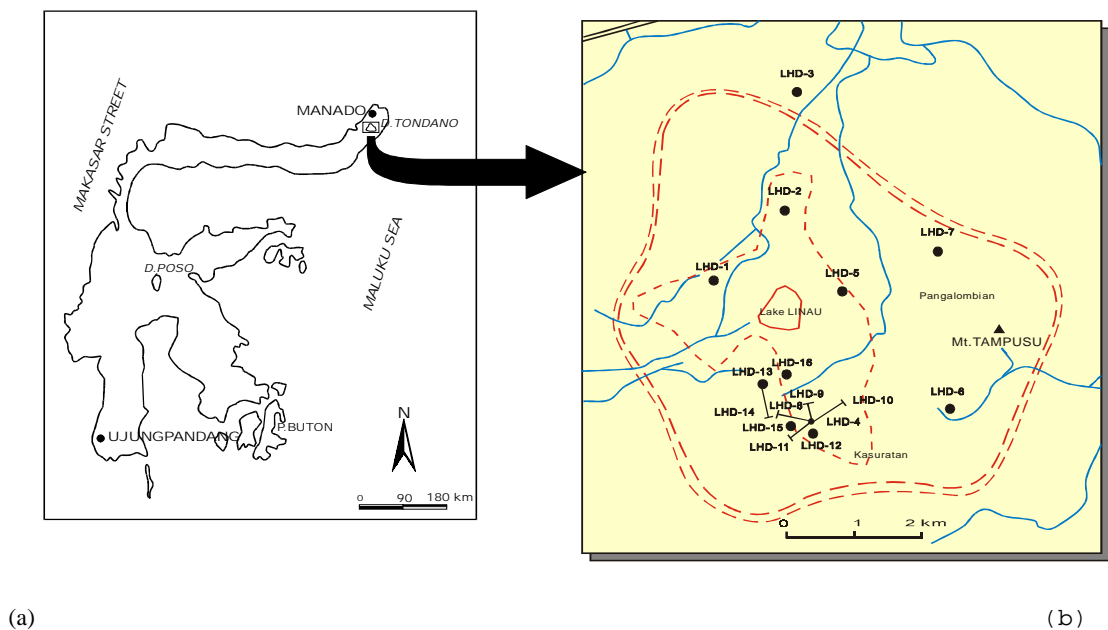 MANADO
D.TONDANO
MAKASAR STREET
MALUKU SEA
D.POSO
P.BUTON
UJUNGPANDANG
N
0 90 180 km
LHD-3
LHD-2
LHD-7
LHD-1
LHD-5
Pangalombian
Lake LINAU
Mt.TAMPUSU
LHD-16
LHD-13
LHD-9
LHD-6
LHD-8
LHD-10
LHD-14
LHD-4
LHD-15
LHD-11
LHD-12
Kasuratan
0 1 2 km
(a)
(b)